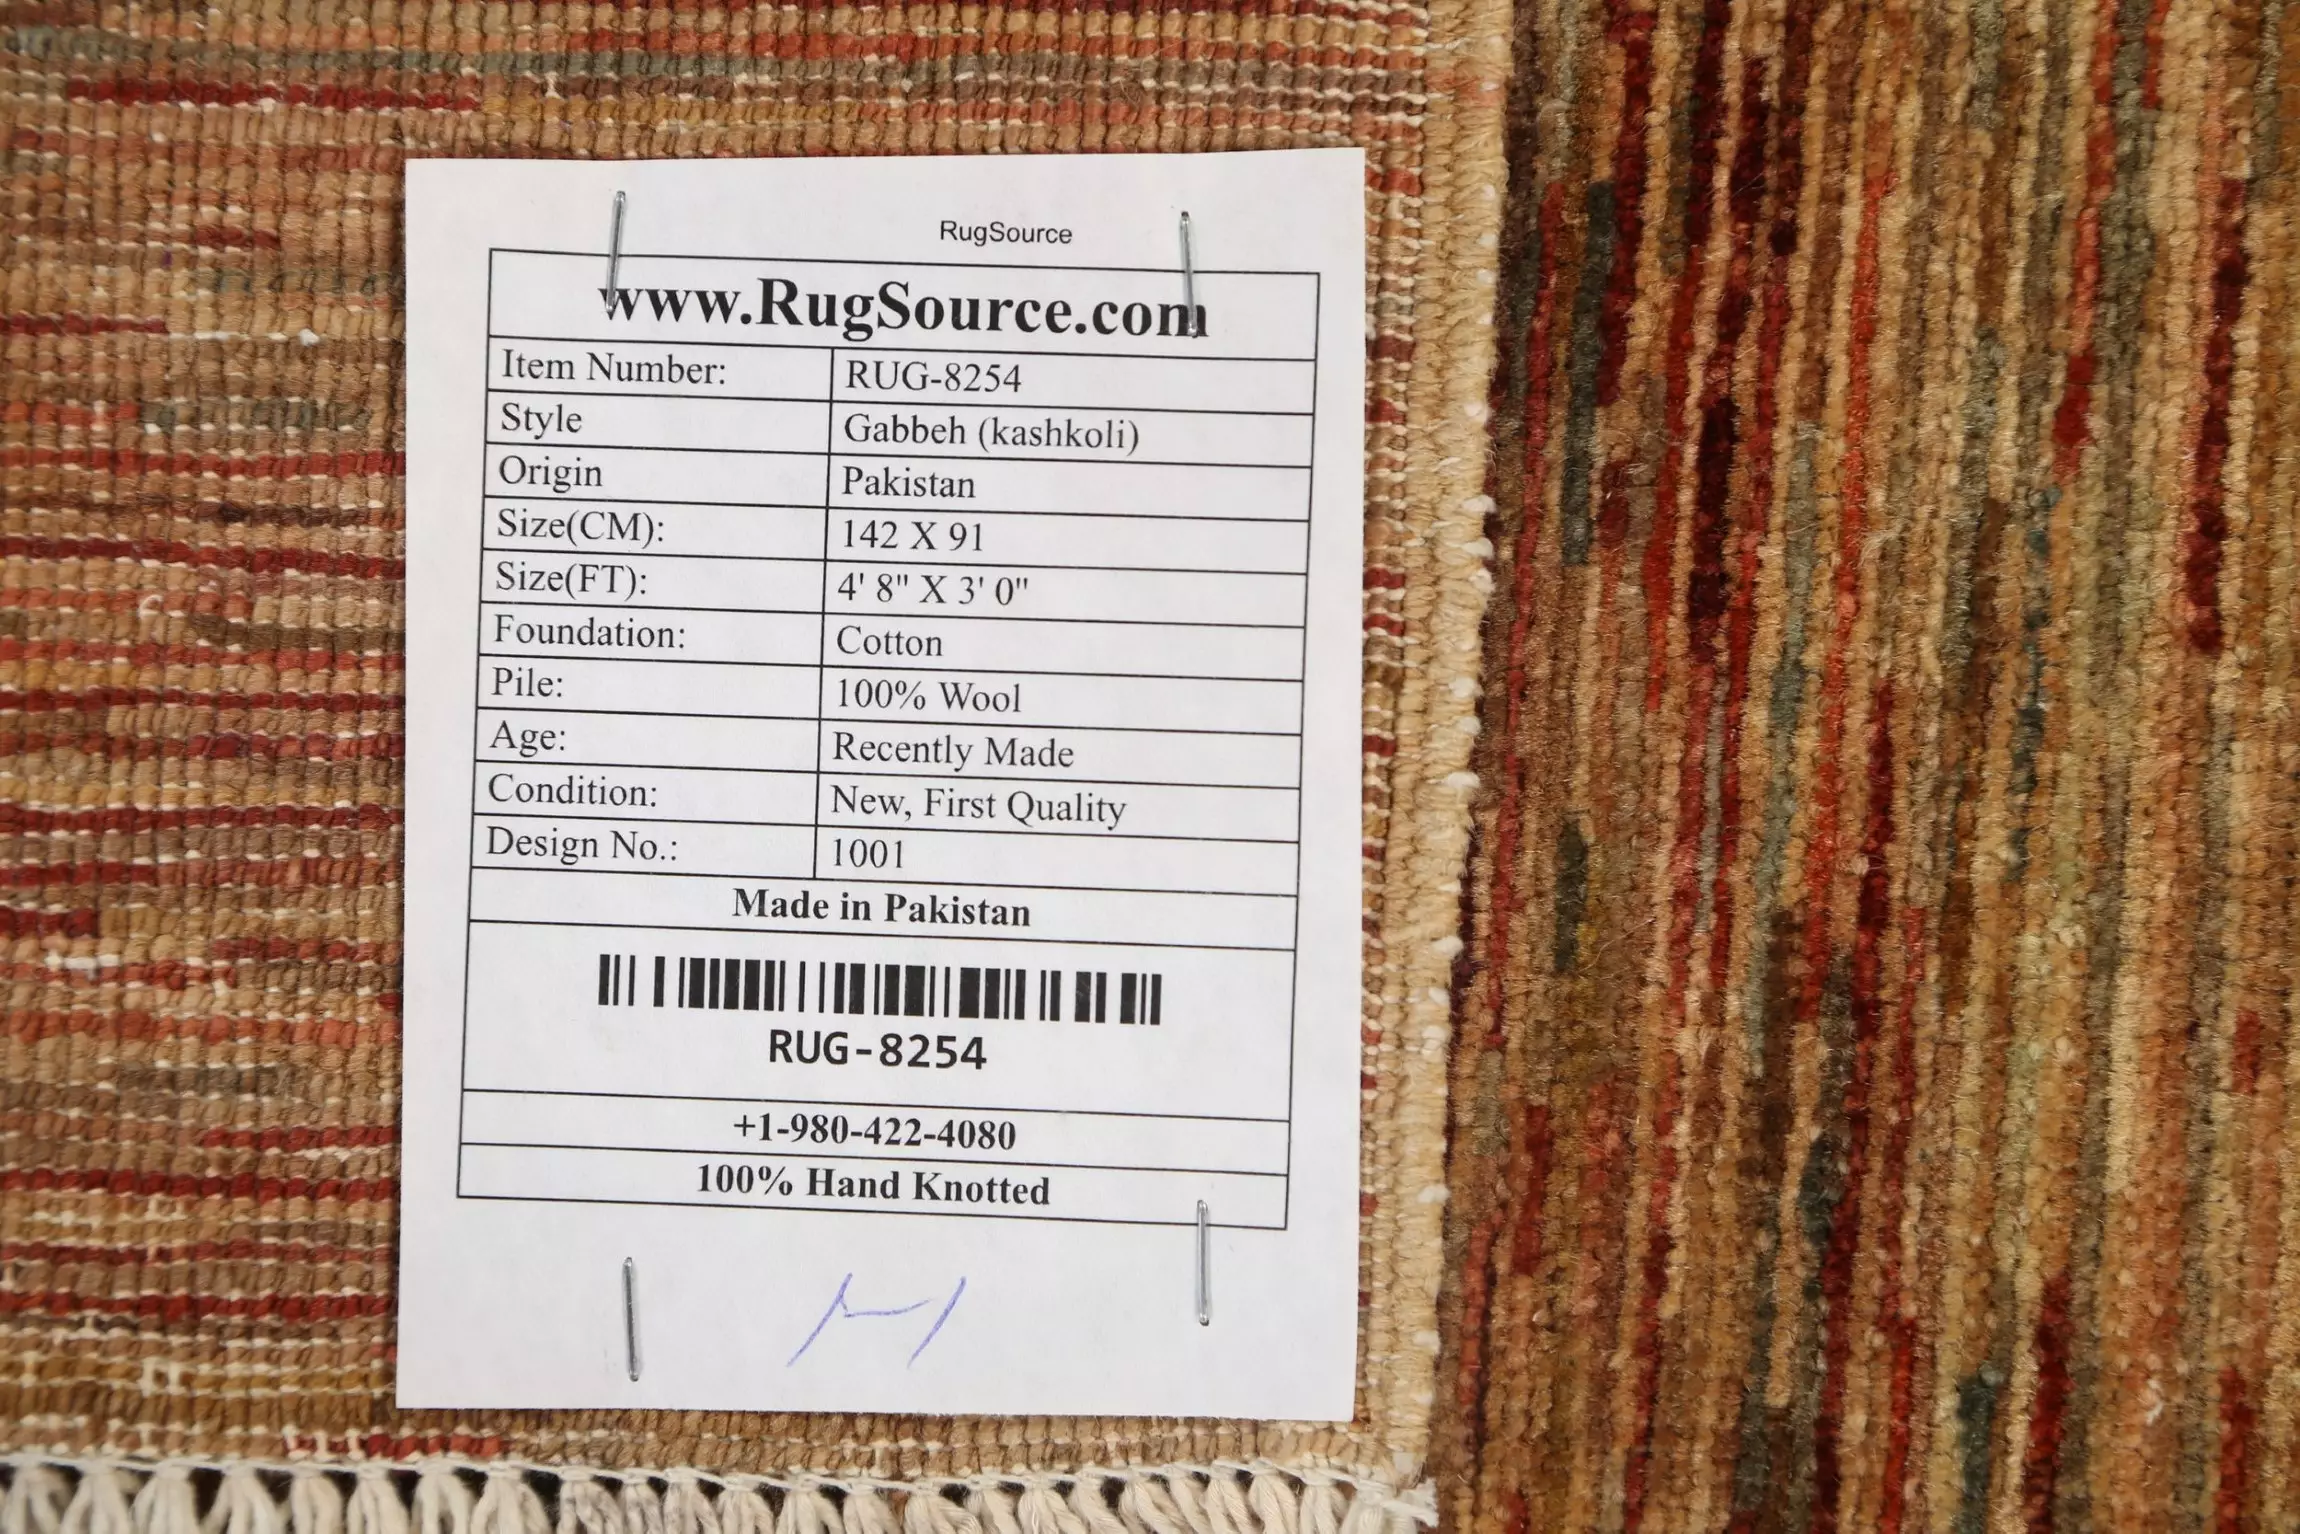 RugSource
www.RugSource.com
Item Number: RUG-8254
Style Gabbeh (kashkoli)
Origin Pakistan
Size(CM): 142 X 91
Size(FT): 4' 8" X 3' 0"
Foundation: Cotton
Pile: 100% Wool
Age: Recently Made
Condition: New, First Quality
Design No.: 1001
Made in Pakistan
RUG-8254
+1-980-422-4080
100% Hand Knotted